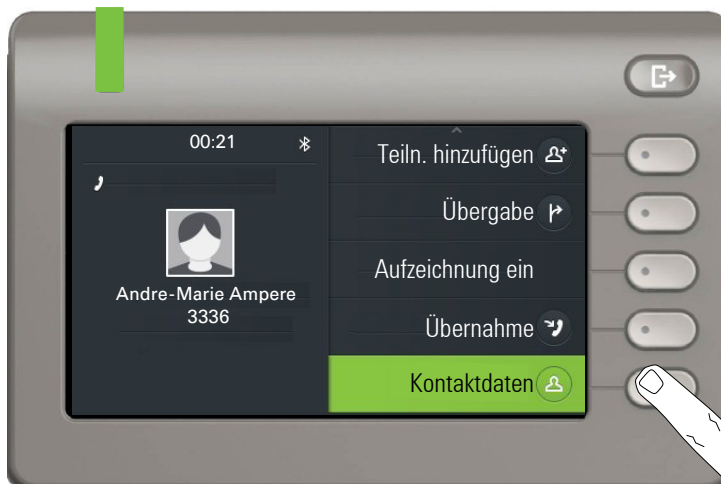 00:21
Andre-Marie Ampere
3336
Teiln. hinzufügen
Übergabe
Aufzeichnung ein
Übernahme
Kontaktdaten